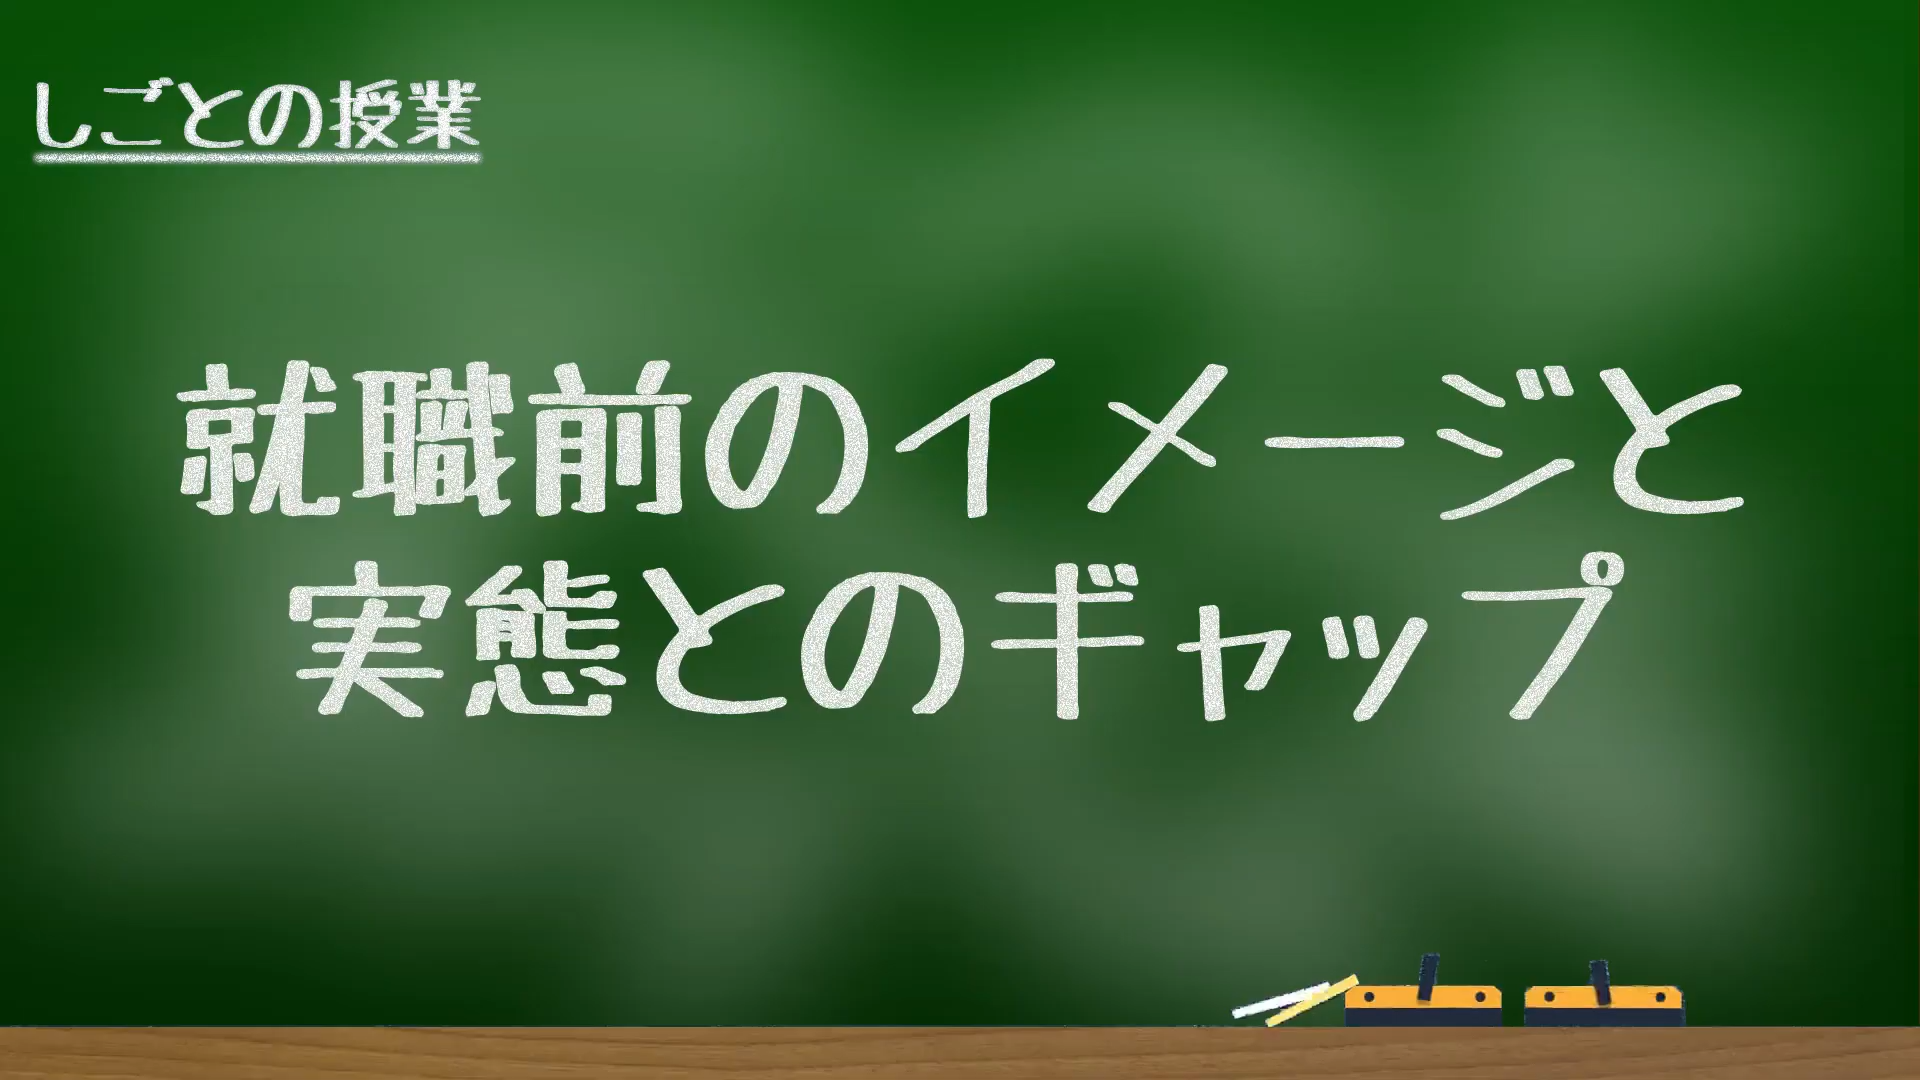 しごとの授業
就職前のイメージと
実態とのギャップ